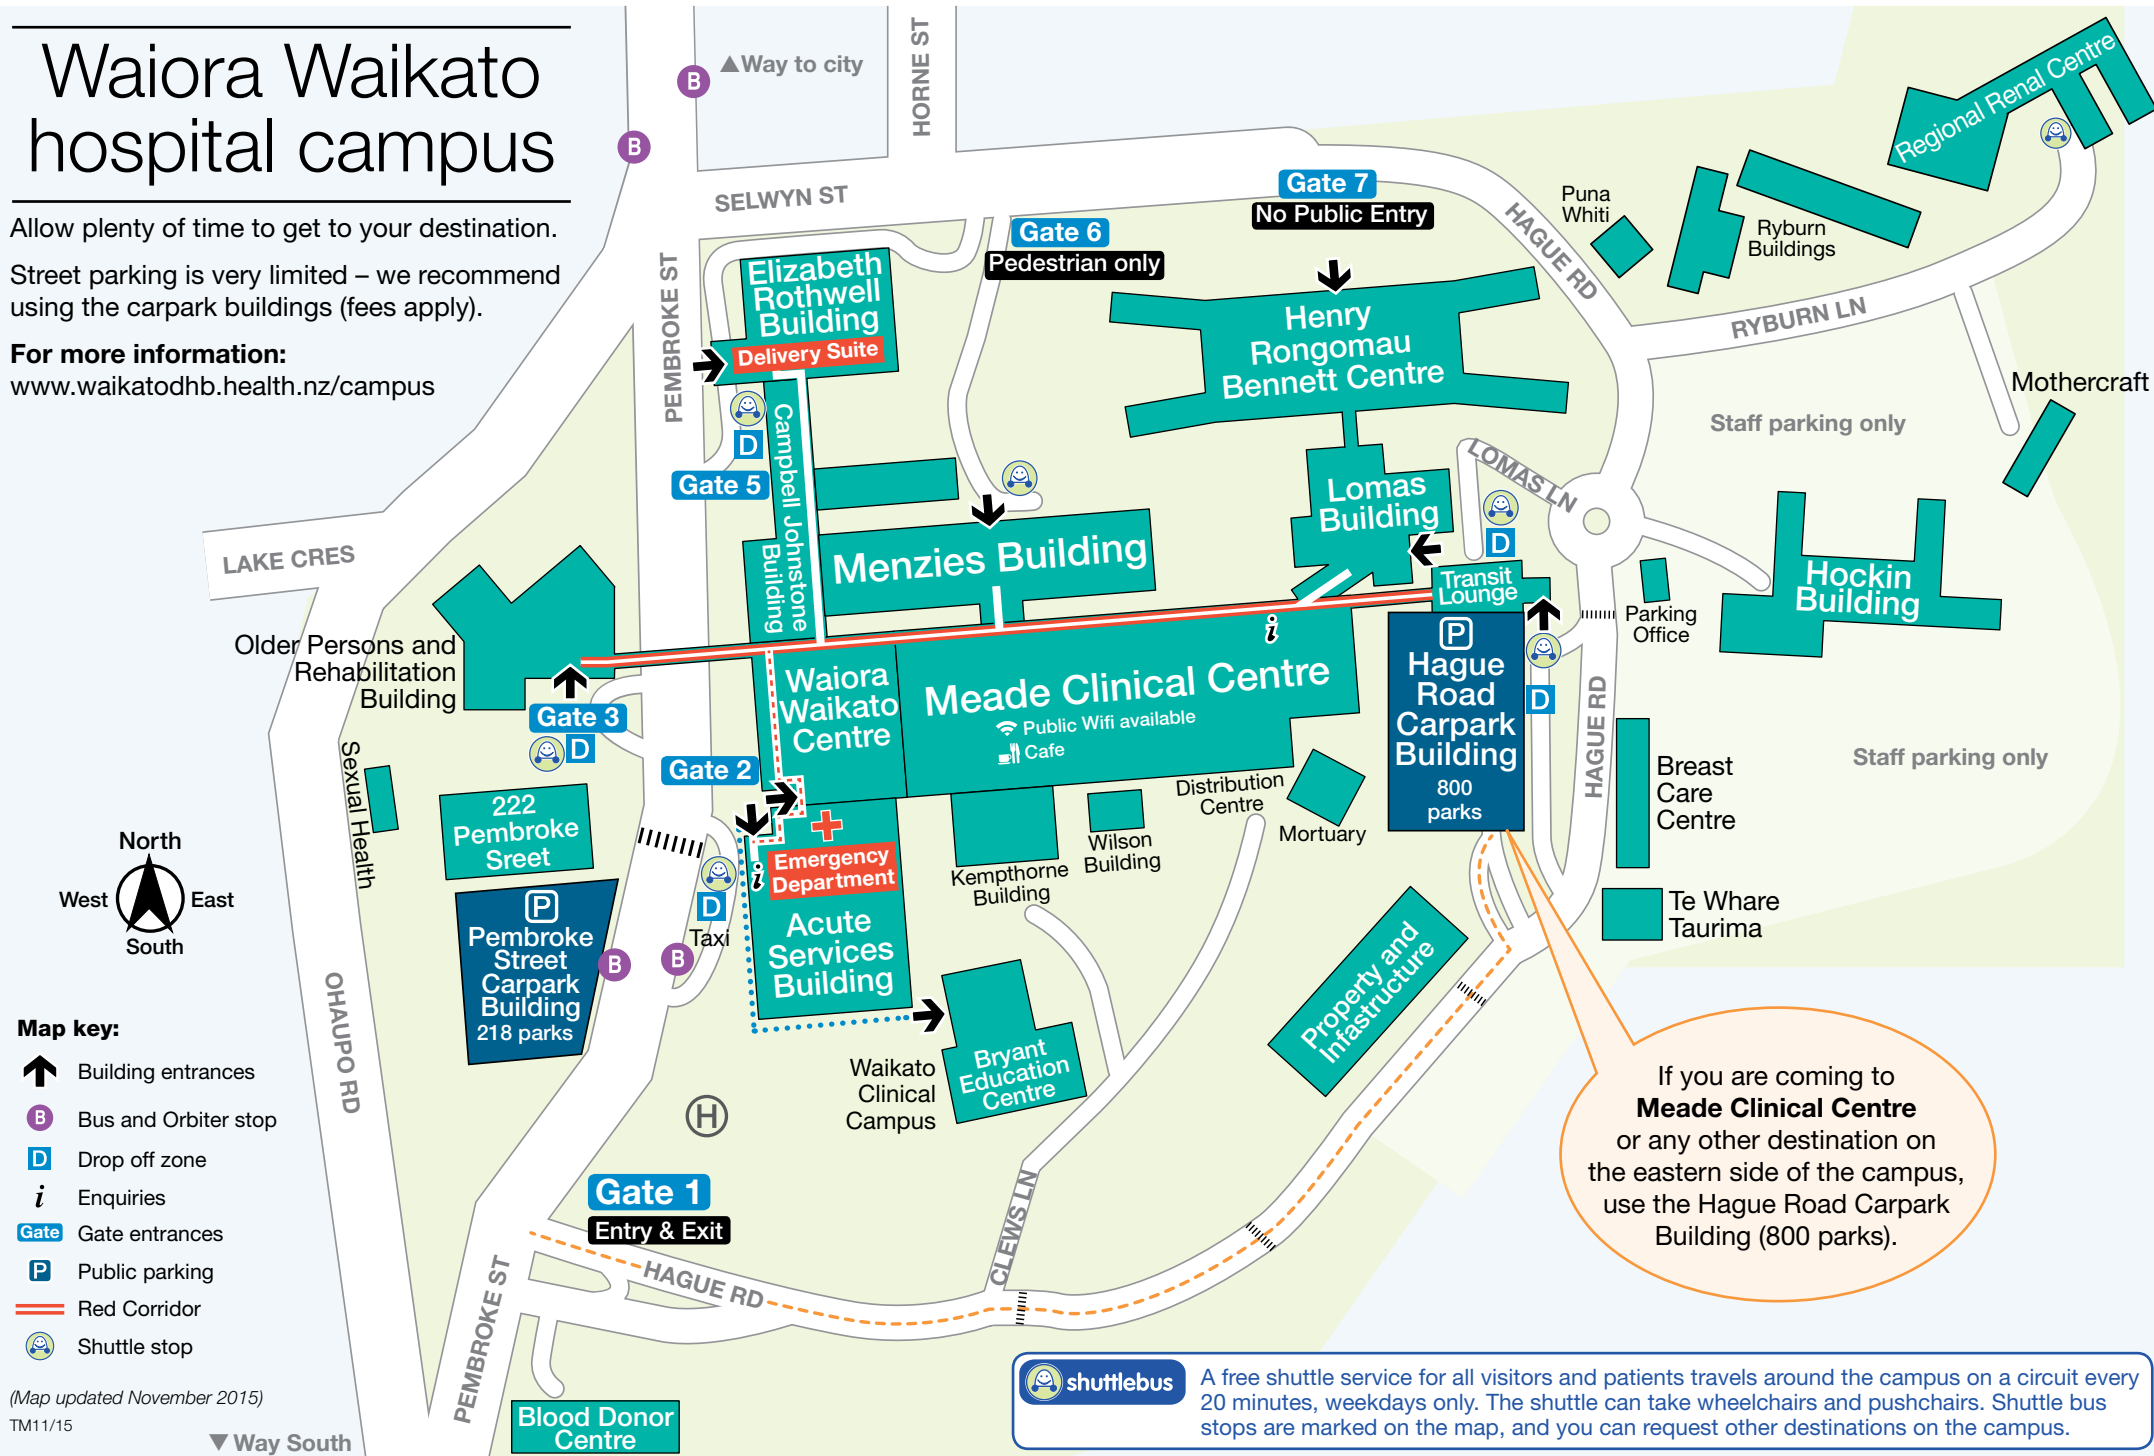 Waiora Waikato
hospital campus
Allow plenty of time to get to your destination.
Street parking is very limited – we recommend
using the carpark buildings (fees apply).
For more information:
www.waikatodhb.health.nz/campus
B
▲Way to city
HORNE ST
B
SELWYN ST
PEMBROKE ST
Gate 7
No Public Entry
Gate 6
Pedestrian only
HAGUE RD
Puna
Whiti
Ryburn
Buildings
Regional Renal Centre
RYBURN LN
Mothercraft
Staff parking only
Elizabeth
Rothwell
Building
Delivery Suite
D
Gate 5
Campbell Johnstone
Building
Henry
Rongomau
Bennett Centre
Menzies Building
Lomas
Building
LOMAS LN
D
Transit
Lounge
Hockin
Building
Parking
Office
LAKE CRES
Older Persons and
Rehabilitation
Building
Gate 3
D
Waiora
Waikato
Centre
i
Meade Clinical Centre
Public Wifi available
Cafe
P
Hague
Road
Carpark
Building
800
parks
D
HAGUE RD
Breast
Care
Centre
Staff parking only
Te Whare
Taurima
Gate 2
Sexual Health
222
Pembroke
Sreet
P
Pembroke
Street
Carpark
Building
218 parks
B
B
D
Taxi
i
Emergency
Department
Acute
Services
Building
Kempthorne
Building
Wilson
Building
Distribution
Centre
Mortuary
Property and
Infastructure
Waikato
Clinical
Campus
Bryant
Education
Centre
H
OHAUPO RD
North
West
East
South
Map key:
Building entrances
B Bus and Orbiter stop
D Drop off zone
i Enquiries
Gate Gate entrances
P Public parking
Red Corridor
Shuttle stop
(Map updated November 2015)
TM11/15
▼Way South
Gate 1
Entry & Exit
HAGUE RD
CLEWS LN
PEMBROKE ST
Blood Donor
Centre
If you are coming to
Meade Clinical Centre
or any other destination on
the eastern side of the campus,
use the Hague Road Carpark
Building (800 parks).
shuttlebus
A free shuttle service for all visitors and patients travels around the campus on a circuit every
20 minutes, weekdays only. The shuttle can take wheelchairs and pushchairs. Shuttle bus
stops are marked on the map, and you can request other destinations on the campus.